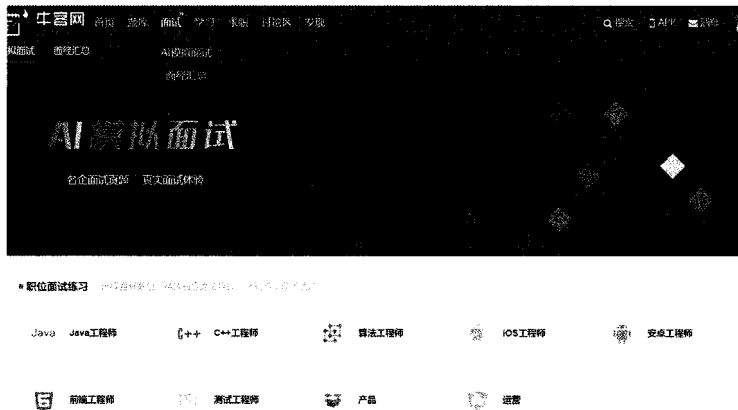 牛客网 首页 题库 面试 学习 求职 讨论区 发现 搜索 APP
模拟面试 面经汇总 AI模拟面试
面经汇总
AI模拟面试
名企面试真题 真实面试体验
职位面试练习
Java Java工程师 C++ C++工程师 算法工程师 iOS工程师 安卓工程师
前端工程师 测试工程师 产品 运营